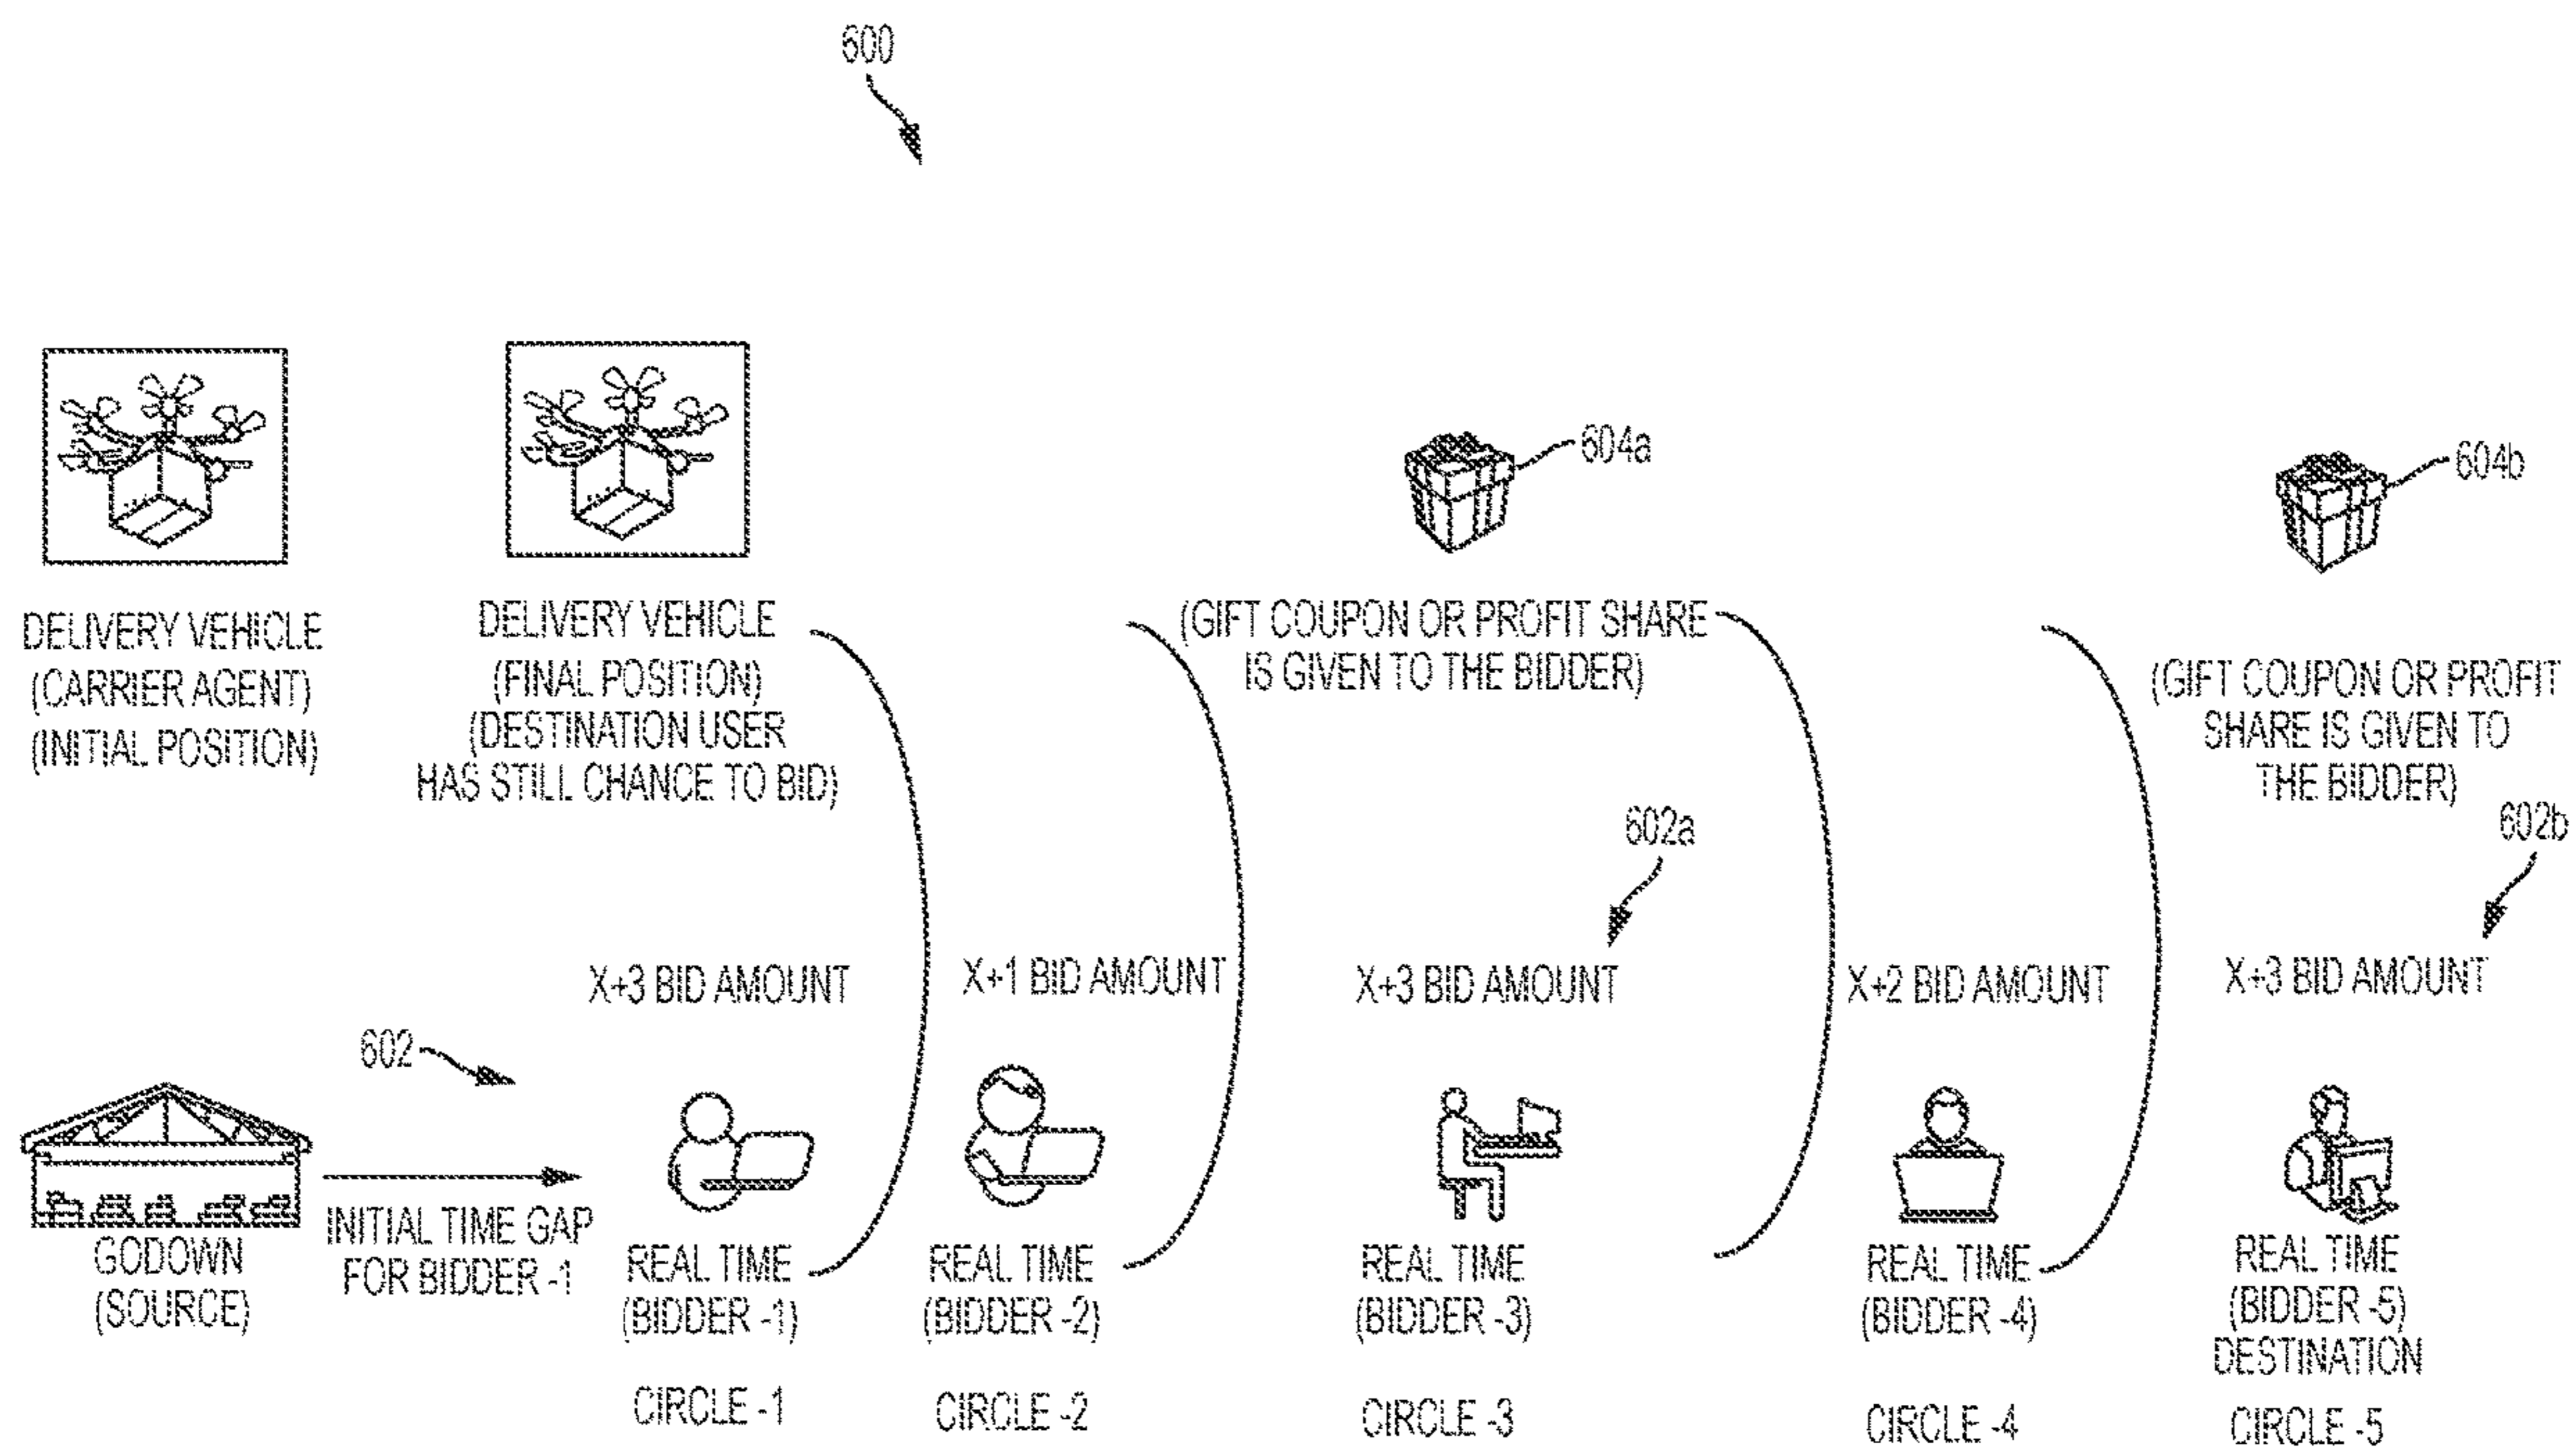 600
604a
604b
DELIVERY VEHICLE
(CARRIER AGENT)
(INITIAL POSITION)
DELIVERY VEHICLE
(FINAL POSITION)
(DESTINATION USER
HAS STILL CHANCE TO BID)
(GIFT COUPON OR PROFIT SHARE
IS GIVEN TO THE BIDDER)
(GIFT COUPON OR PROFIT
SHARE IS GIVEN TO
THE BIDDER)
602a
602b
X+3 BID AMOUNT
X+1 BID AMOUNT
X+3 BID AMOUNT
X+2 BID AMOUNT
X+3 BID AMOUNT
602
GODOWN
(SOURCE)
INITIAL TIME GAP
FOR BIDDER -1
REAL TIME
(BIDDER -1)
CIRCLE -1
REAL TIME
(BIDDER -2)
CIRCLE -2
REAL TIME
(BIDDER -3)
CIRCLE -3
REAL TIME
(BIDDER -4)
CIRCLE -4
REAL TIME
(BIDDER -5)
DESTINATION
CIRCLE -5